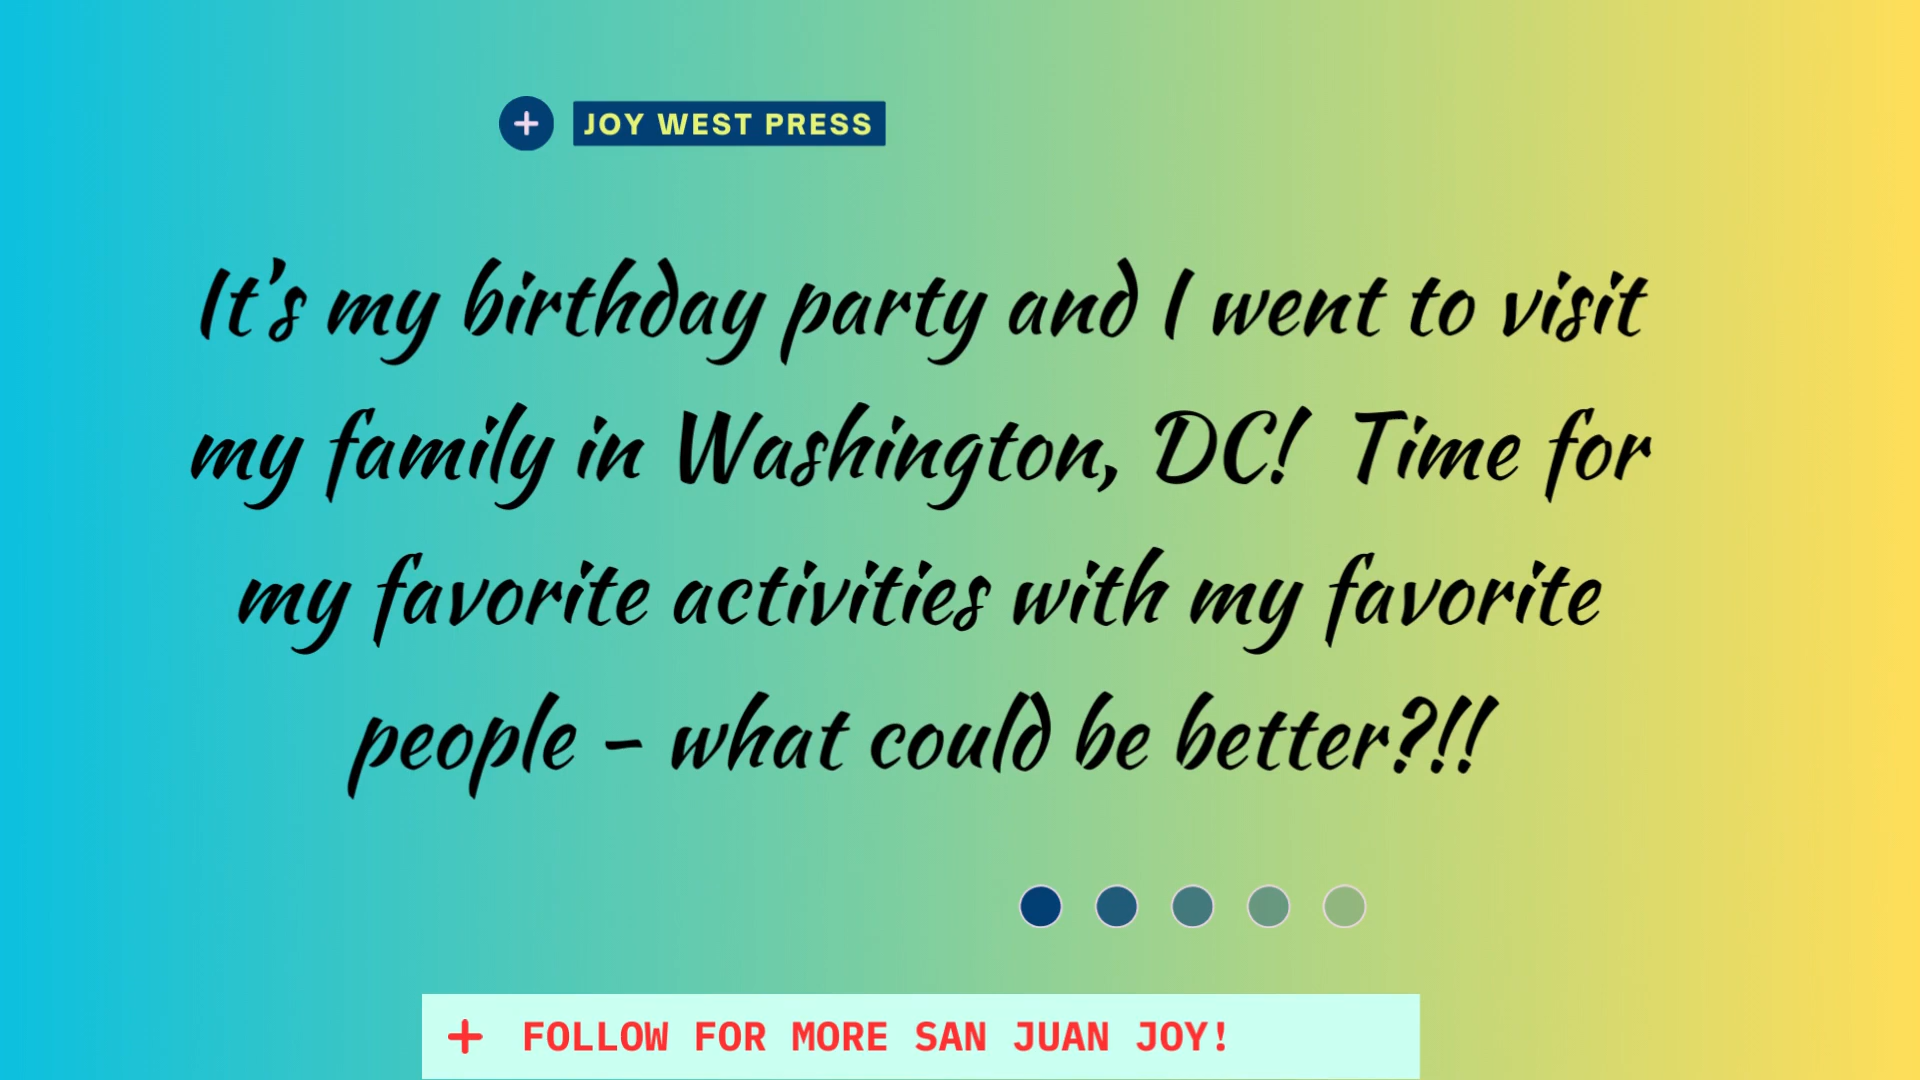 JOY WEST PRESS
It's my birthday party and I went to visit
my family in Washington, DC!  Time for
my favorite activities with my favorite
people - what could be better?!!
+ FOLLOW FOR MORE SAN JUAN JOY!